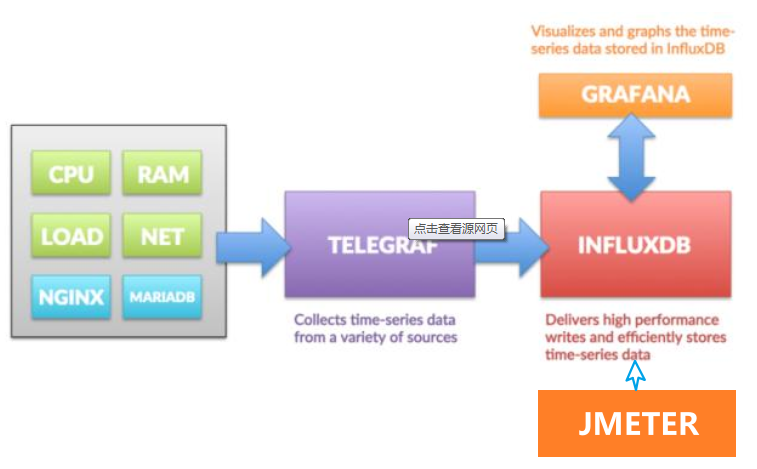 Visualizes and graphs the time-
series data stored in InfluxDB
GRAFANA
CPU
RAM
LOAD
NET
NGINX
MARIADB
TELEGRAF
点击查看源网页
INFLUXDB
Collects time-series data
from a variety of sources
Delivers high performance
writes and efficiently stores
time-series data
JMETER